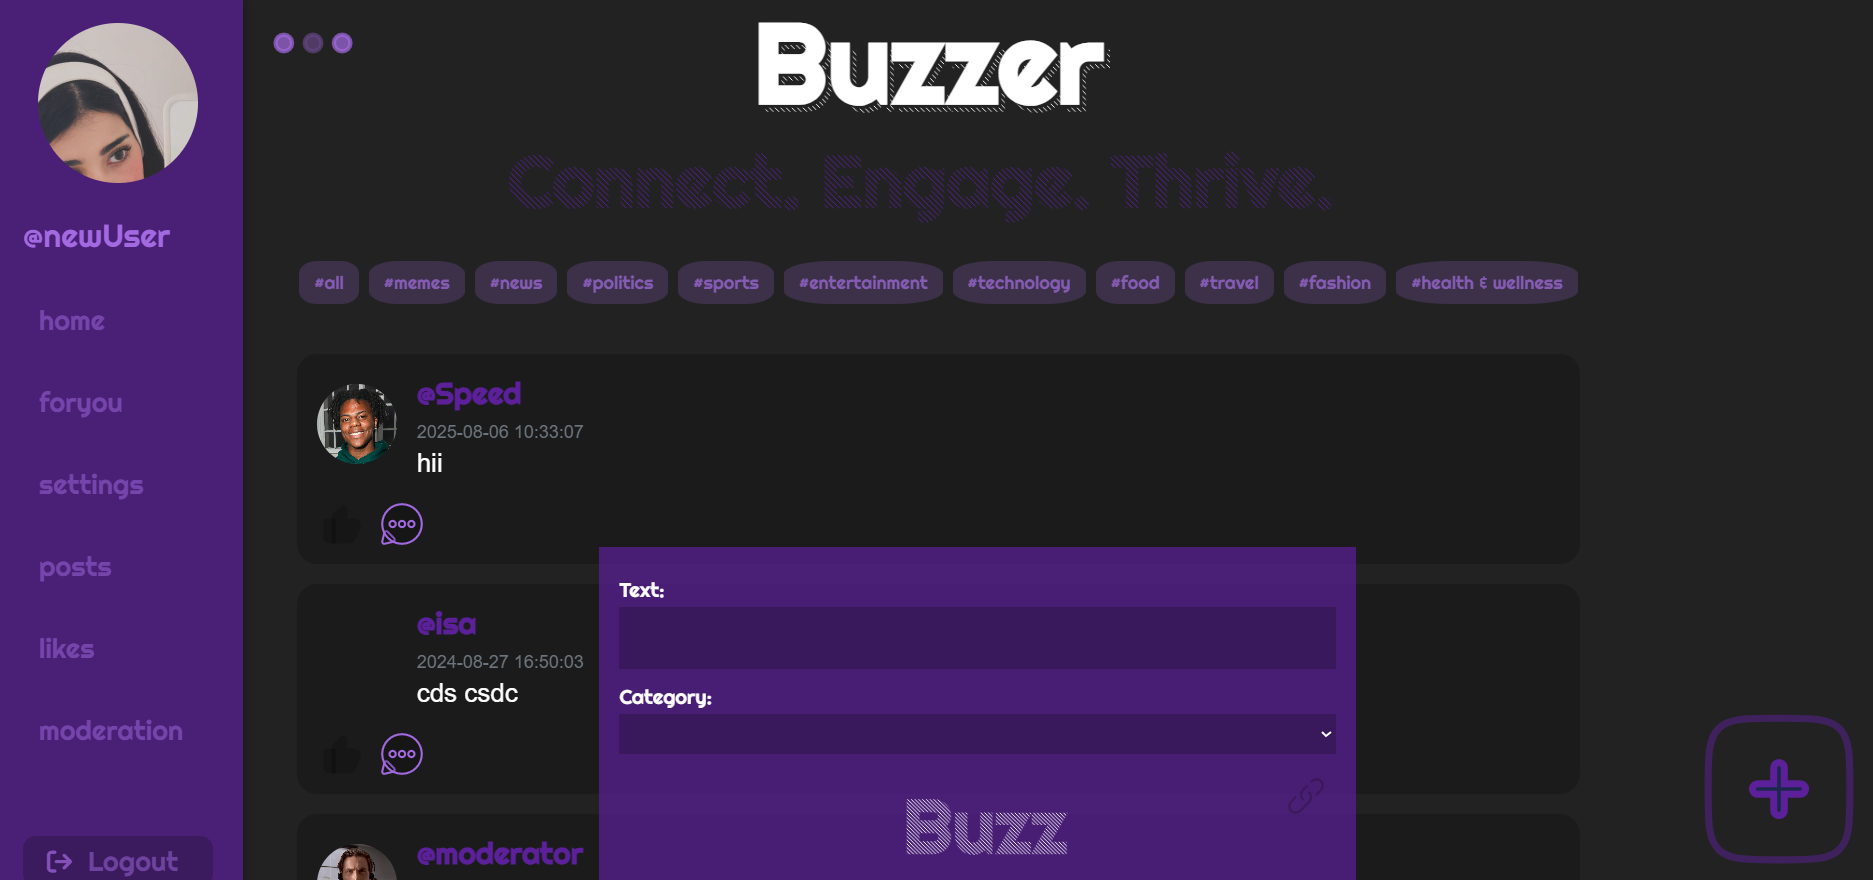 Buzzer
Connect. Engage. Thrive.
@newUser
home
foryou
settings
posts
likes
moderation
Logout
#all #memes #news #politics #sports #entertainment #technology #food #travel #fashion #health & wellness
@Speed
2025-08-06 10:33:07
hii
@isa
2024-08-27 16:50:03
cds csdc
@moderator
Text:
Category:
Buzz